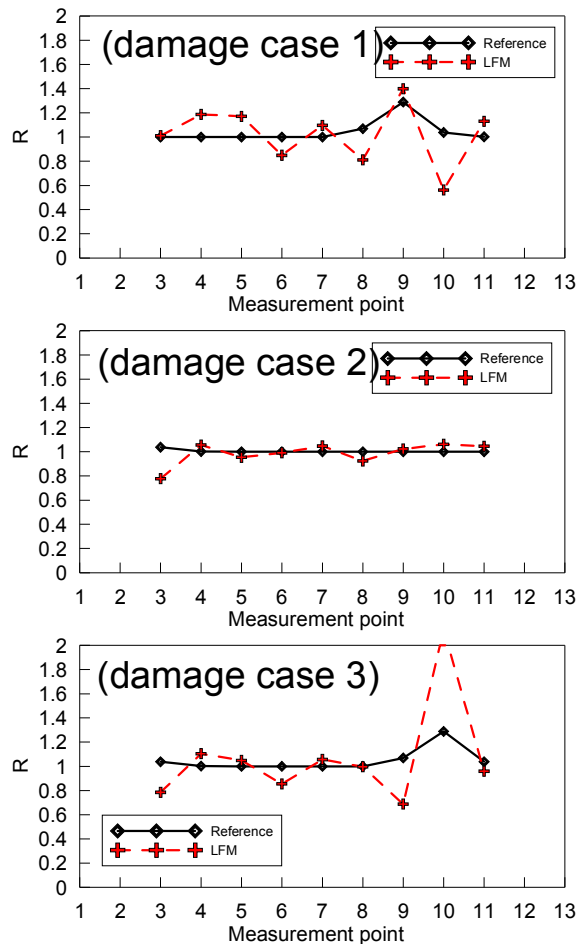 2
(damage case 1)
Reference
LFM
1.8
1.6
1.4
1.2
1
0.8
0.6
0.4
0.2
0
R
1 2 3 4 5 6 7 8 9 10 11 12 13
Measurement point
2
(damage case 2)
Reference
LFM
1.8
1.6
1.4
1.2
1
0.8
0.6
0.4
0.2
0
R
1 2 3 4 5 6 7 8 9 10 11 12 13
Measurement point
2
(damage case 3)
1.8
1.6
1.4
1.2
1
0.8
0.6
0.4
0.2
0
R
Reference
LFM
1 2 3 4 5 6 7 8 9 10 11 12 13
Measurement point